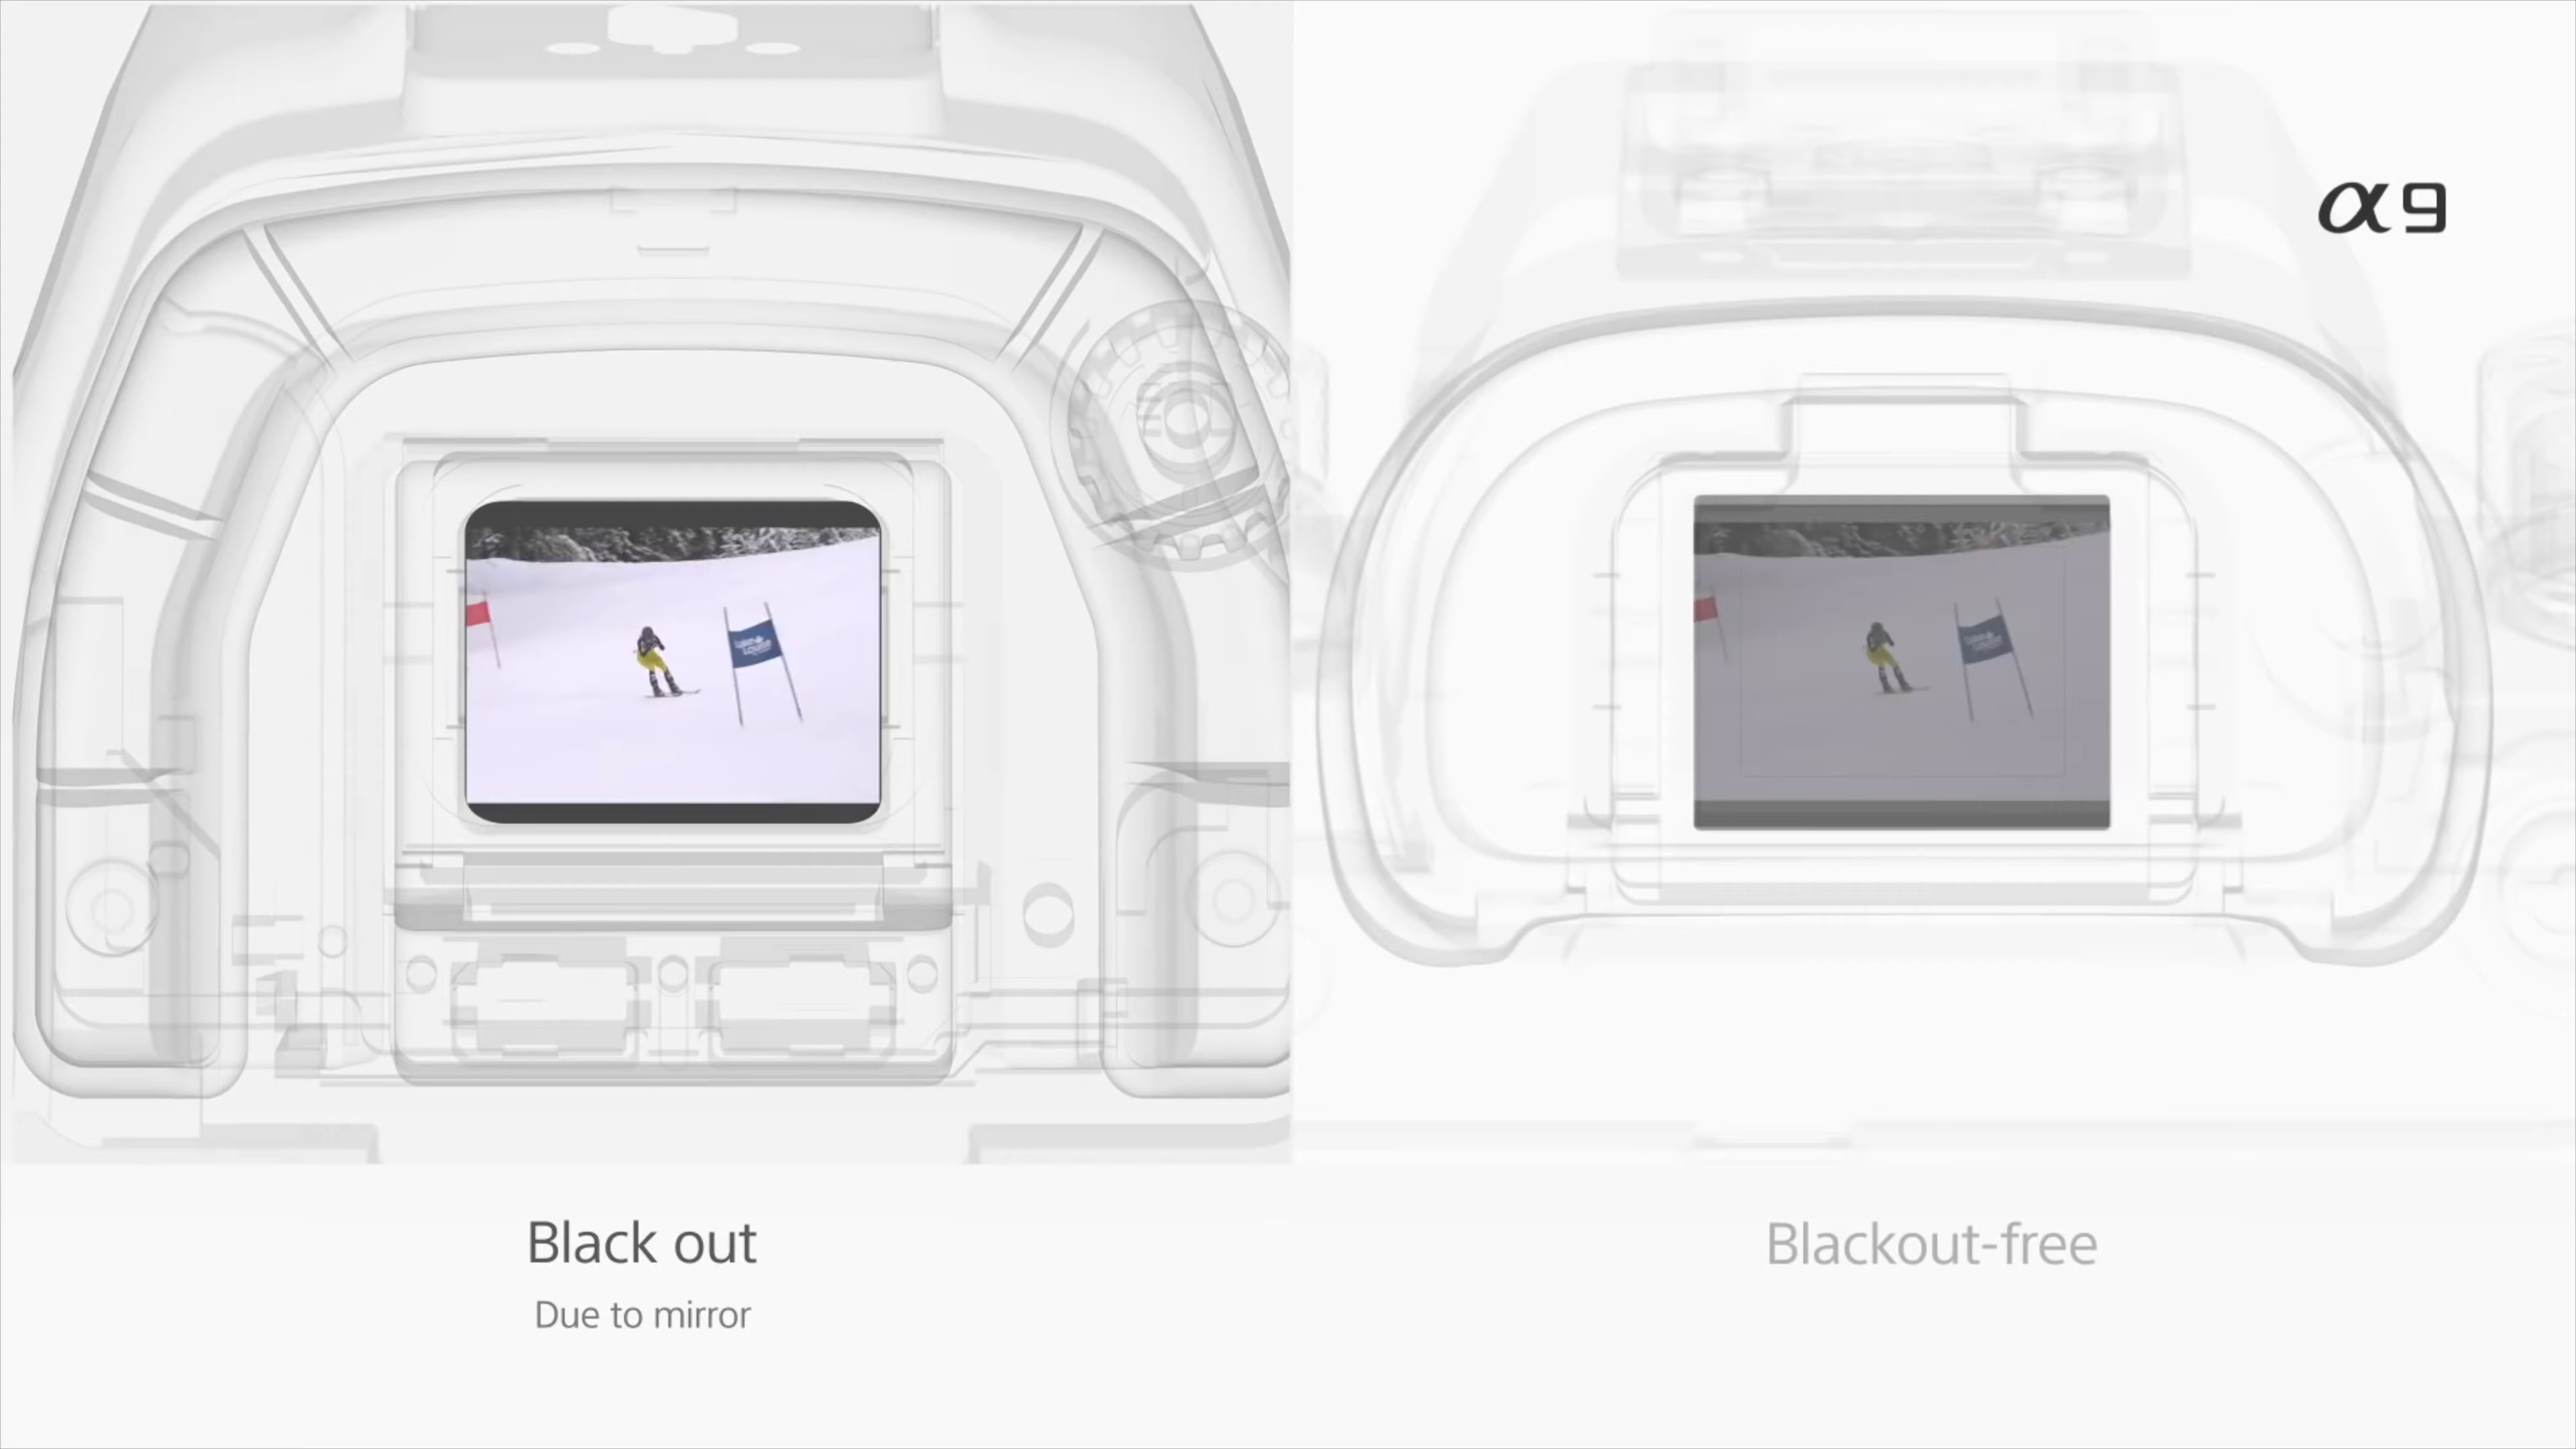 α9
Black out
Blackout-free
Due to mirror